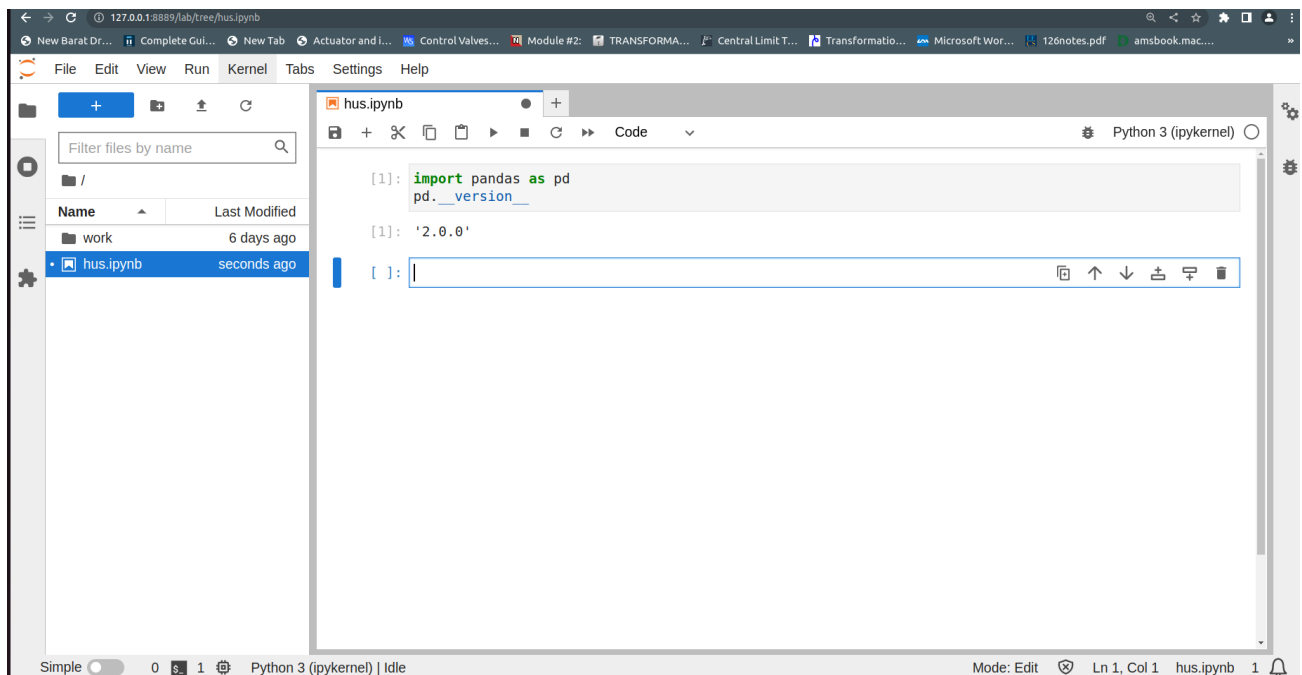 127.0.0.1:8889/lab/tree/hus.ipynb
New Barat Dr... Complete Gui... New Tab Actuator and i... Control Valves... Module #2: TRANSFORMA... Central Limit T... Transformatio... Microsoft Wor... 126notes.pdf amsbook.mac.... »
File Edit View Run Kernel Tabs Settings Help
hus.ipynb
Code
Python 3 (ipykernel)
Filter files by name
/
Name Last Modified
work 6 days ago
hus.ipynb seconds ago
[1]: import pandas as pd
pd.__version__
[1]: '2.0.0'
[ ]:
Simple 0 $_ 1 Python 3 (ipykernel) | Idle Mode: Edit Ln 1, Col 1 hus.ipynb 1